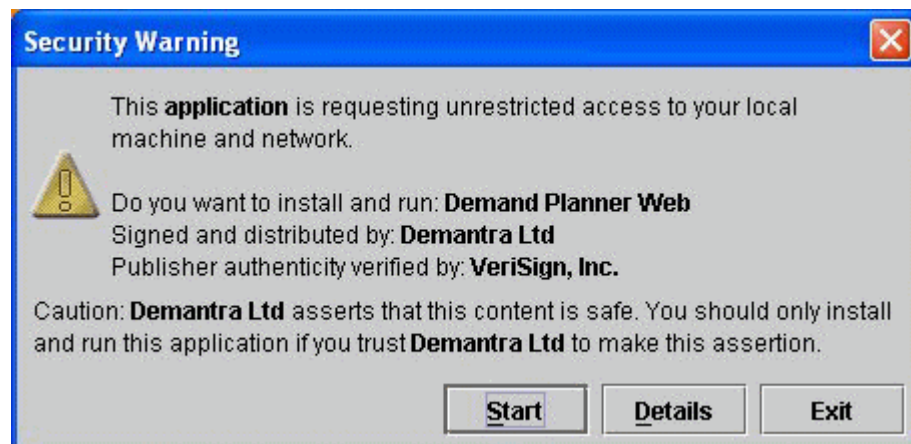 Security Warning
This application is requesting unrestricted access to your local
machine and network.
Do you want to install and run: Demand Planner Web
Signed and distributed by: Demantra Ltd
Publisher authenticity verified by: VeriSign, Inc.
Caution: Demantra Ltd asserts that this content is safe. You should only install
and run this application if you trust Demantra Ltd to make this assertion.
Start Details Exit